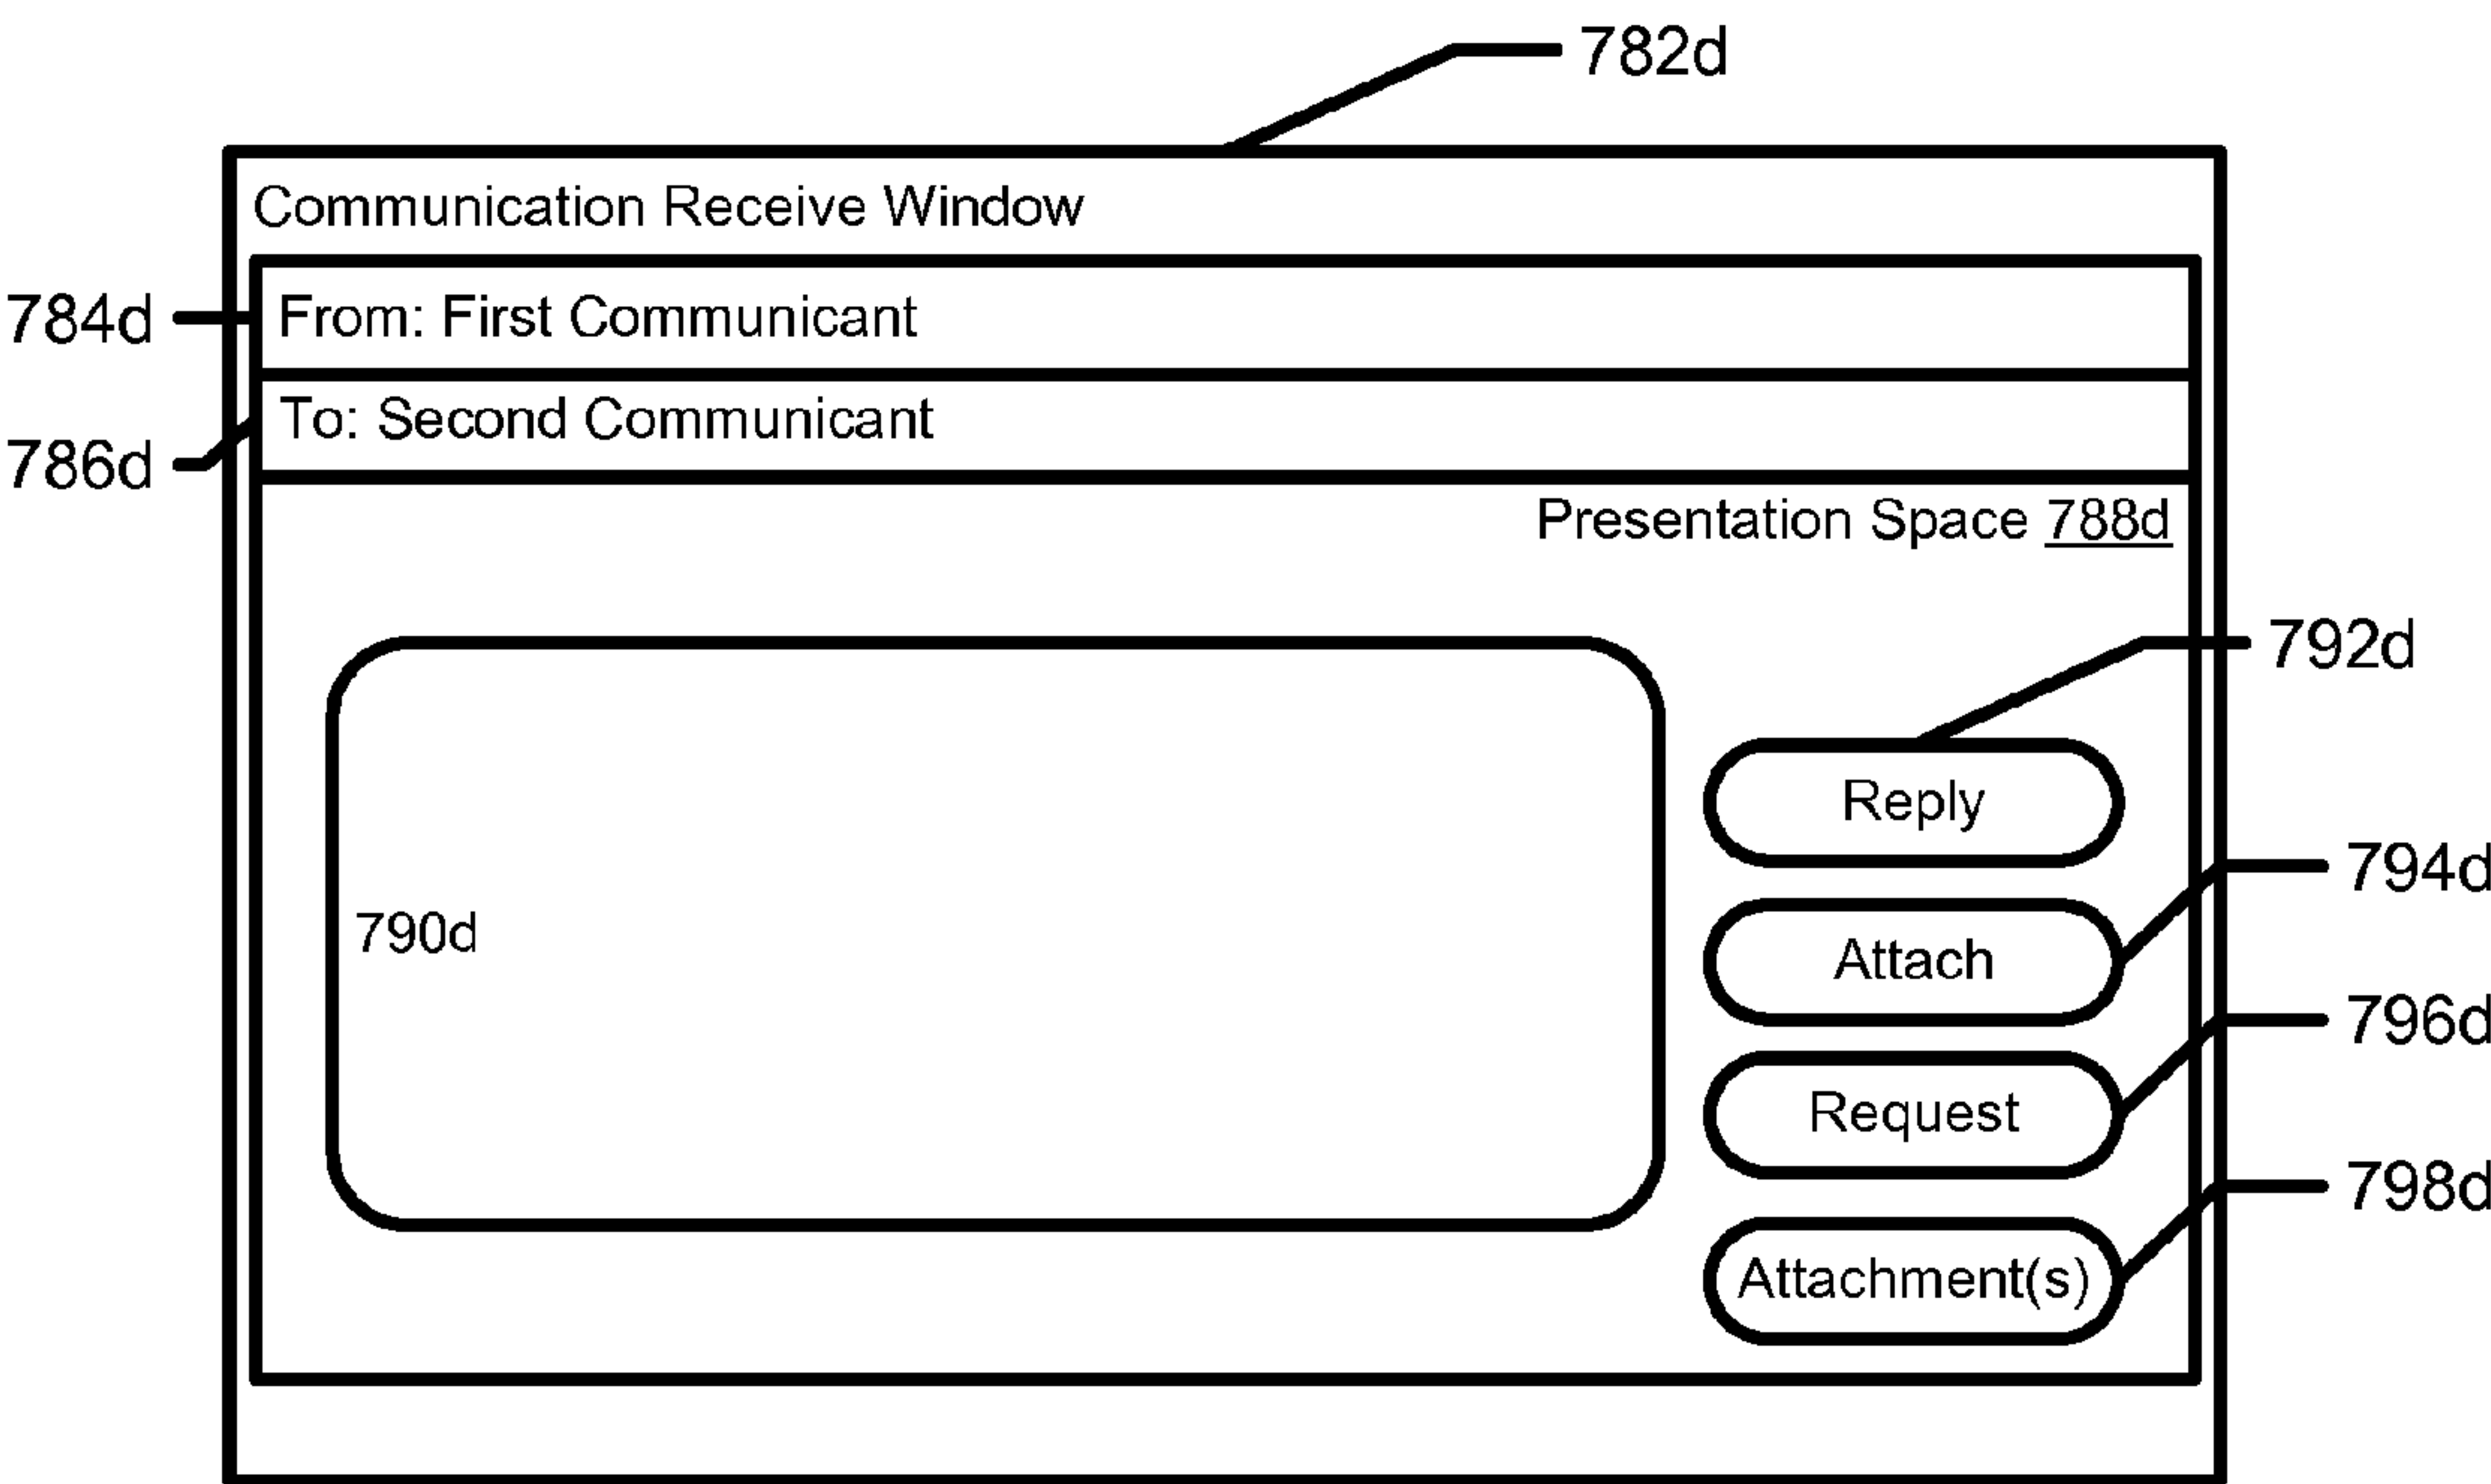 782d
Communication Receive Window
784d
From: First Communicant
To: Second Communicant
786d
Presentation Space 788d
792d
Reply
794d
790d
Attach
796d
Request
798d
Attachment(s)